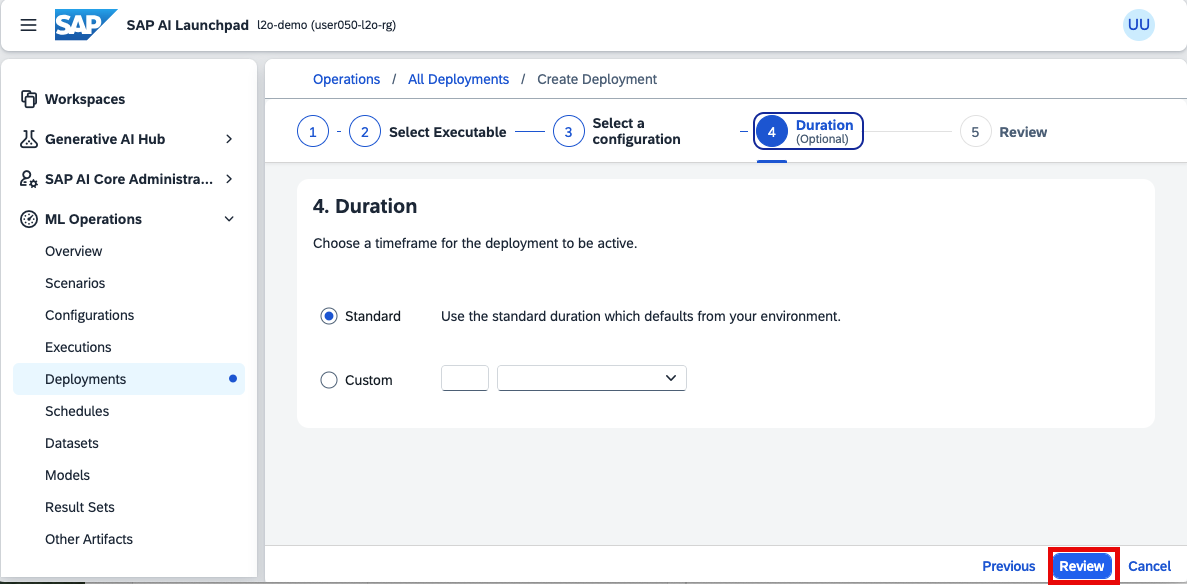 SAP SAP AI Launchpad l2o-demo (user050-l2o-rg) UU
Workspaces
Generative AI Hub
SAP AI Core Administra...
ML Operations
Overview
Scenarios
Configurations
Executions
Deployments
Schedules
Datasets
Models
Result Sets
Other Artifacts
Operations / All Deployments / Create Deployment
1 2 Select Executable 3 Select a configuration 4 Duration (Optional) 5 Review
4. Duration
Choose a timeframe for the deployment to be active.
Standard Use the standard duration which defaults from your environment.
Custom
Previous Review Cancel